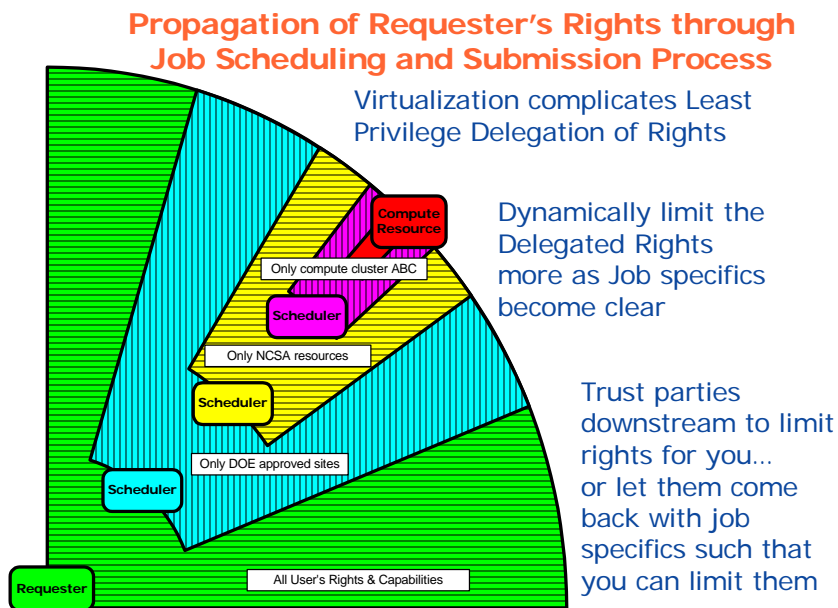 Propagation of Requester's Rights through
Job Scheduling and Submission Process
Virtualization complicates Least
Privilege Delegation of Rights
Compute
Resource
Dynamically limit the
Delegated Rights
more as Job specifics
become clear
Only compute cluster ABC
Scheduler
Only NCSA resources
Scheduler
Trust parties
downstream to limit
rights for you...
or let them come
back with job
specifics such that
you can limit them
Only DOE approved sites
Scheduler
All User's Rights & Capabilities
Requester